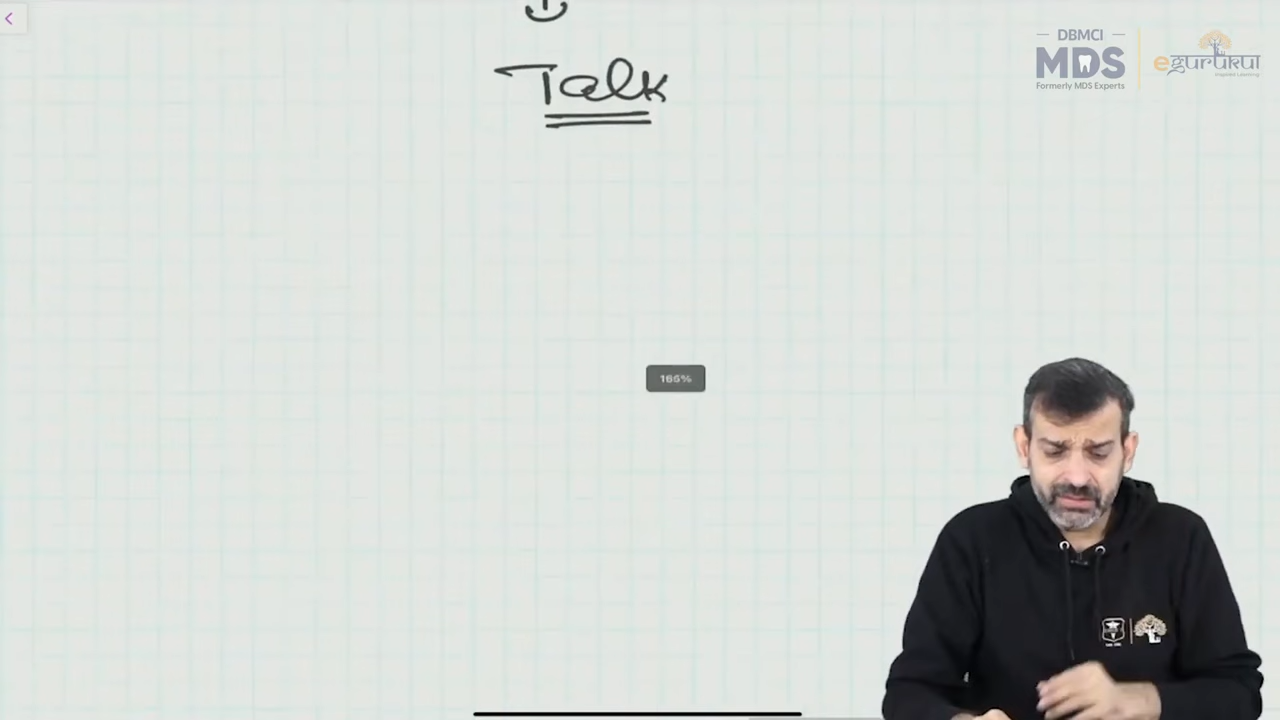 DBMCI
MDS
Formerly MDS Experts
egurukul
Talk
165%